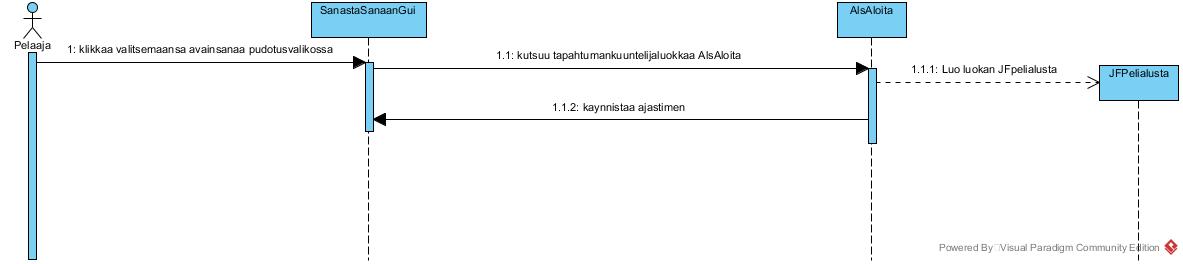 SanastaSanaanGui
AlsAloita
Pelaaja
1: klikkaa valitsemaansa avainsanaa pudotusvalikossa
1.1: kutsuu tapahtumankuuntelijaluokkaa AlsAloita
1.1.1: Luo luokan JFpelialusta
JFPelialusta
1.1.2: kaynnistaa ajastimen
Powered By Visual Paradigm Community Edition